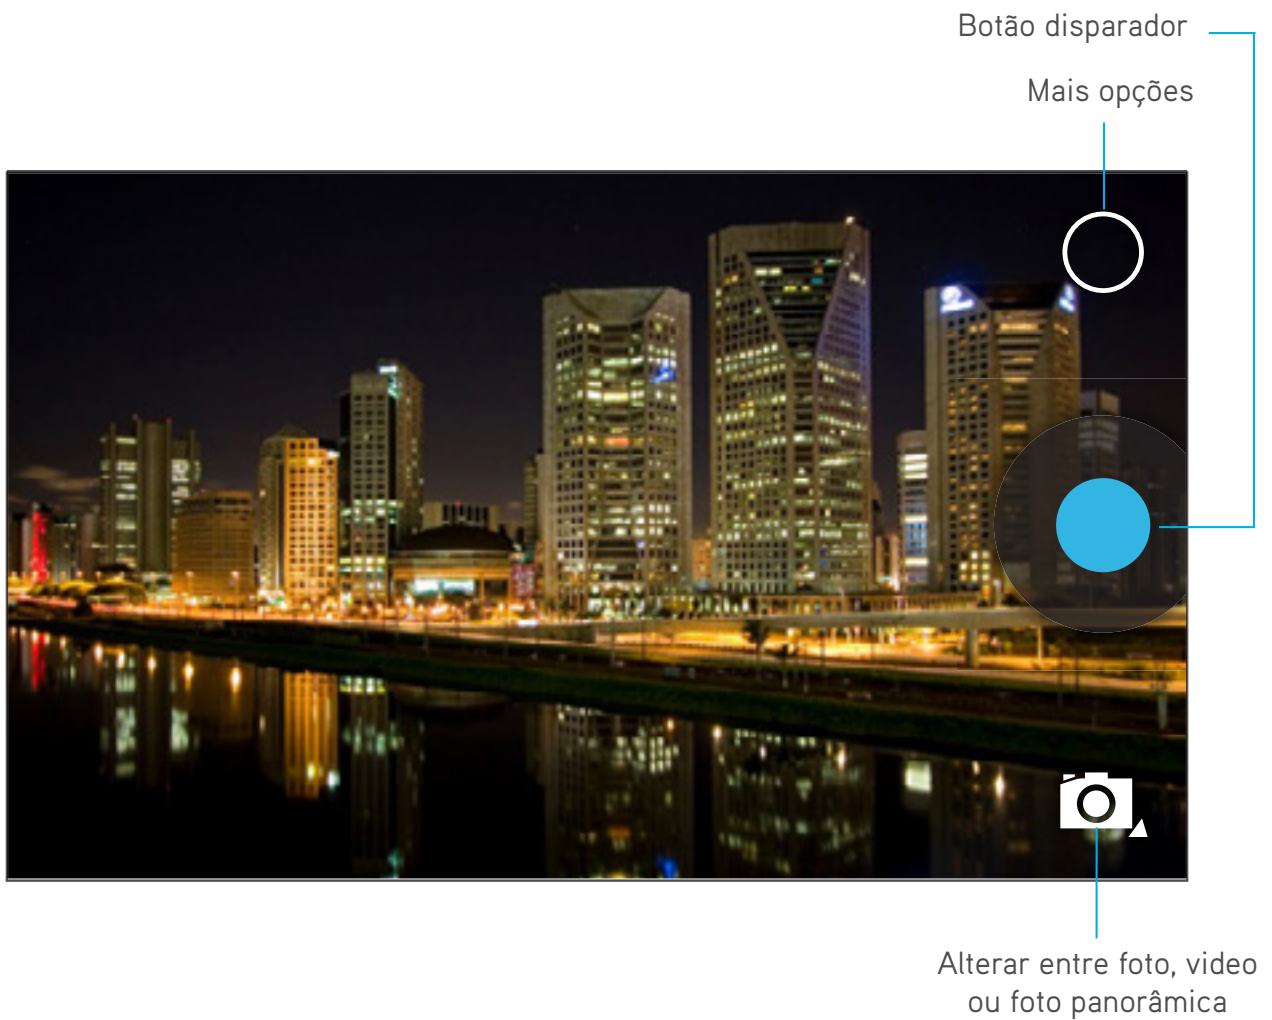 Botão disparador
Mais opções
Alterar entre foto, video
ou foto panorâmica